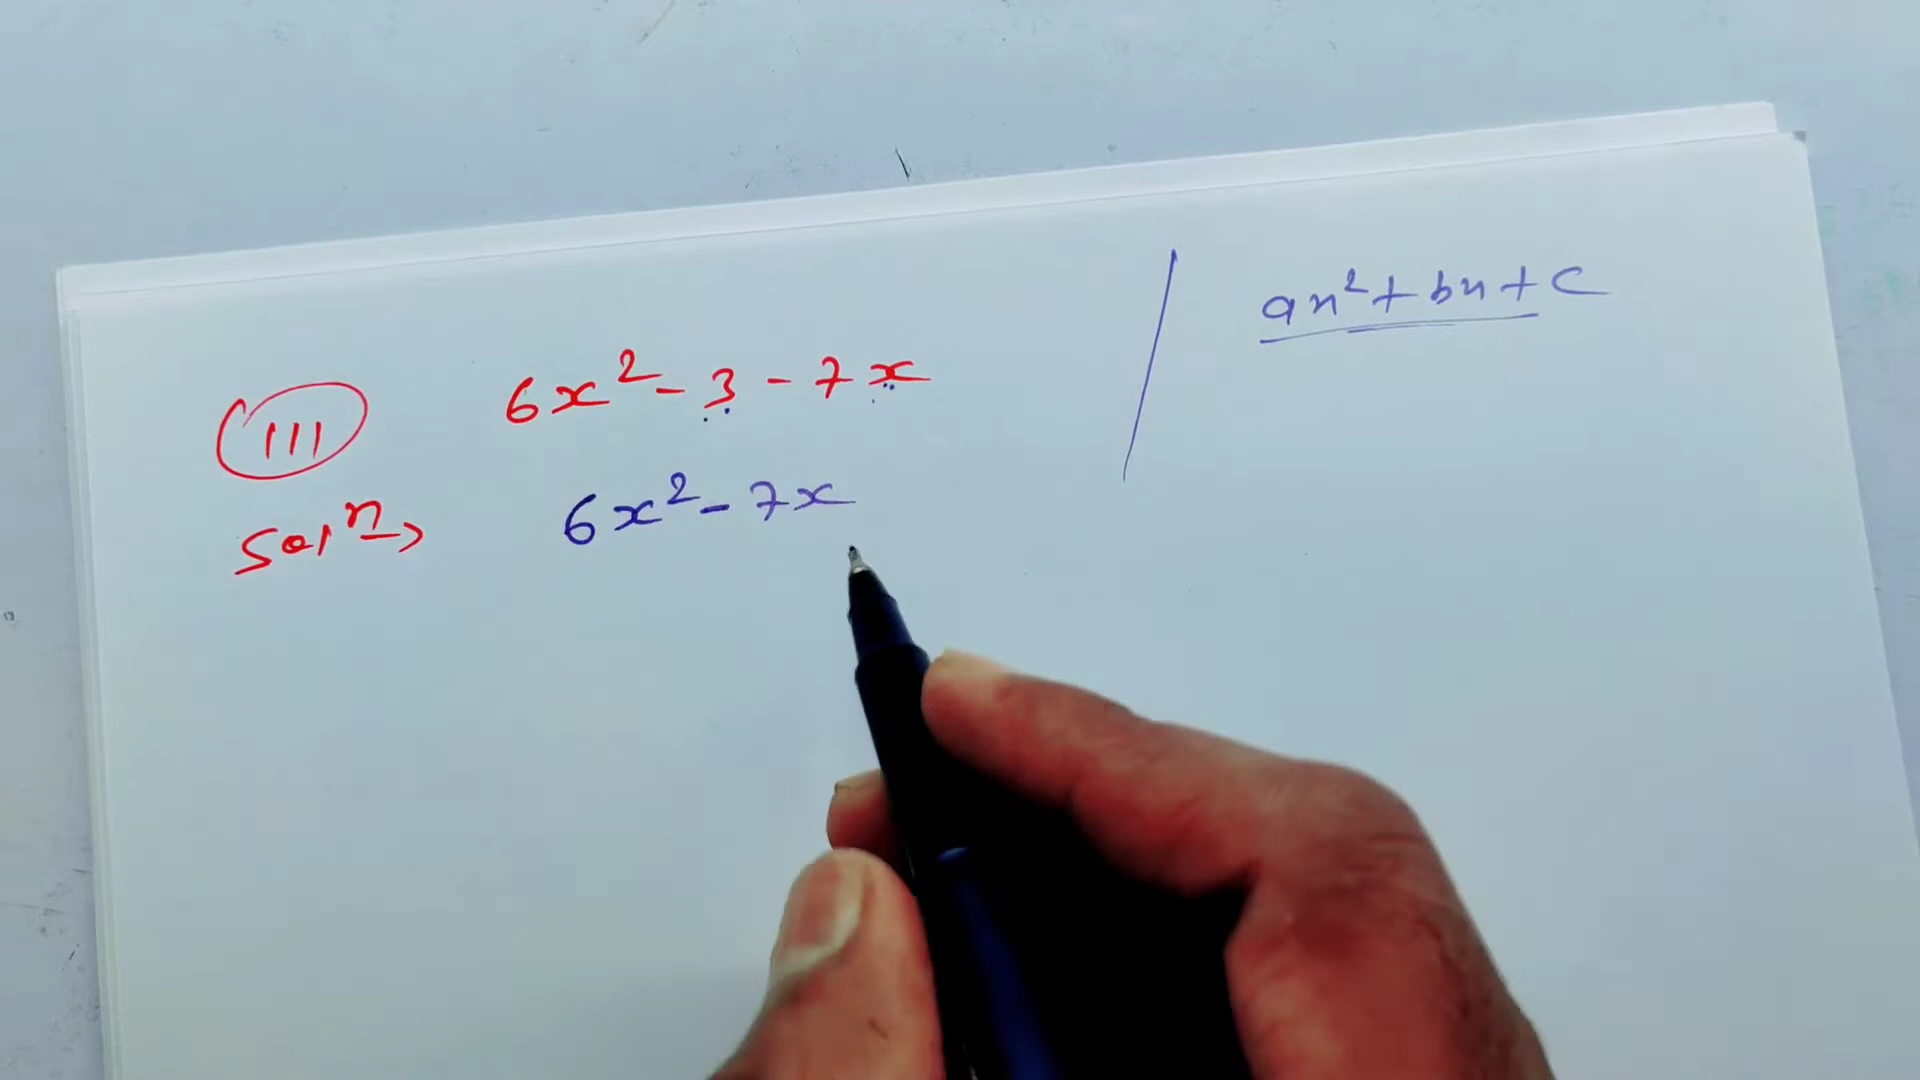 (iii) 6x² - 3 - 7x
Solⁿ→ 6x² - 7x
ax² + bx + c